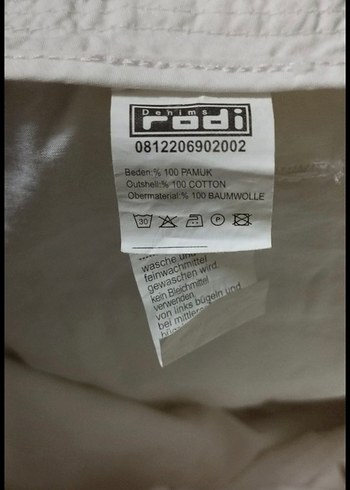 Denims
rodi
0812206902002
Beden:% 100 PAMUK
Outshell:% 100 COTTON
Obermaterial:% 100 BAUMWOLLE
30 P
wasche und
feinwaschmittel
gewaschen wird.
kein Bleichmittel
verwenden
von links bügeln und
bei mittlerer